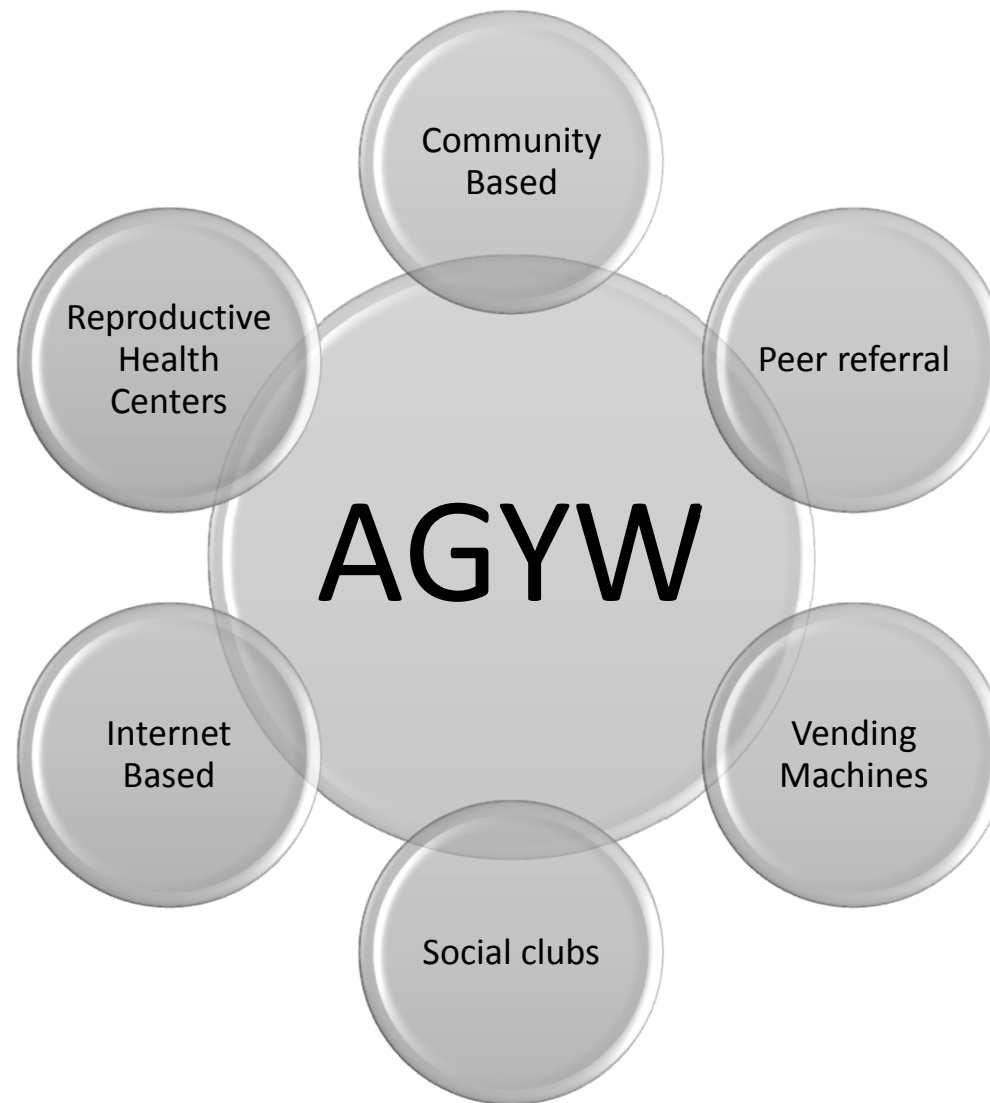 Community
Based
Peer referral
Vending
Machines
Social clubs
Internet
Based
Reproductive
Health
Centers
AGYW